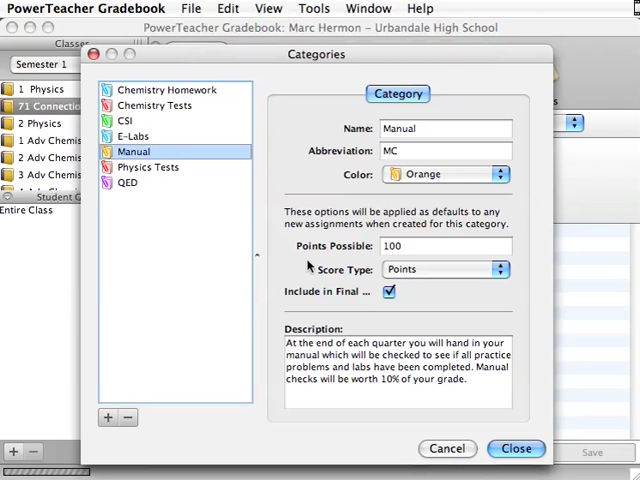 PowerTeacher Gradebook File Edit View Tools Window Help
PowerTeacher Gradebook: Marc Hermon - Urbandale High School
Classes
Categories
Semester 1
1 Physics
71 Connectio
2 Physics
1 Adv Chemis
2 Adv Chemis
3 Adv Chemis
4 Adv Chemis
Student G
Entire Class
Chemistry Homework
Chemistry Tests
CSI
E-Labs
Manual
Physics Tests
QED
Category
Name: Manual
Abbreviation: MC
Color: Orange
These options will be applied as defaults to any
new assignments when created for this category.
Points Possible: 100
Score Type: Points
Include in Final ...
Description:
At the end of each quarter you will hand in your
manual which will be checked to see if all practice
problems and labs have been completed. Manual
checks will be worth 10% of your grade.
+ −
Cancel Close
+ −
Save